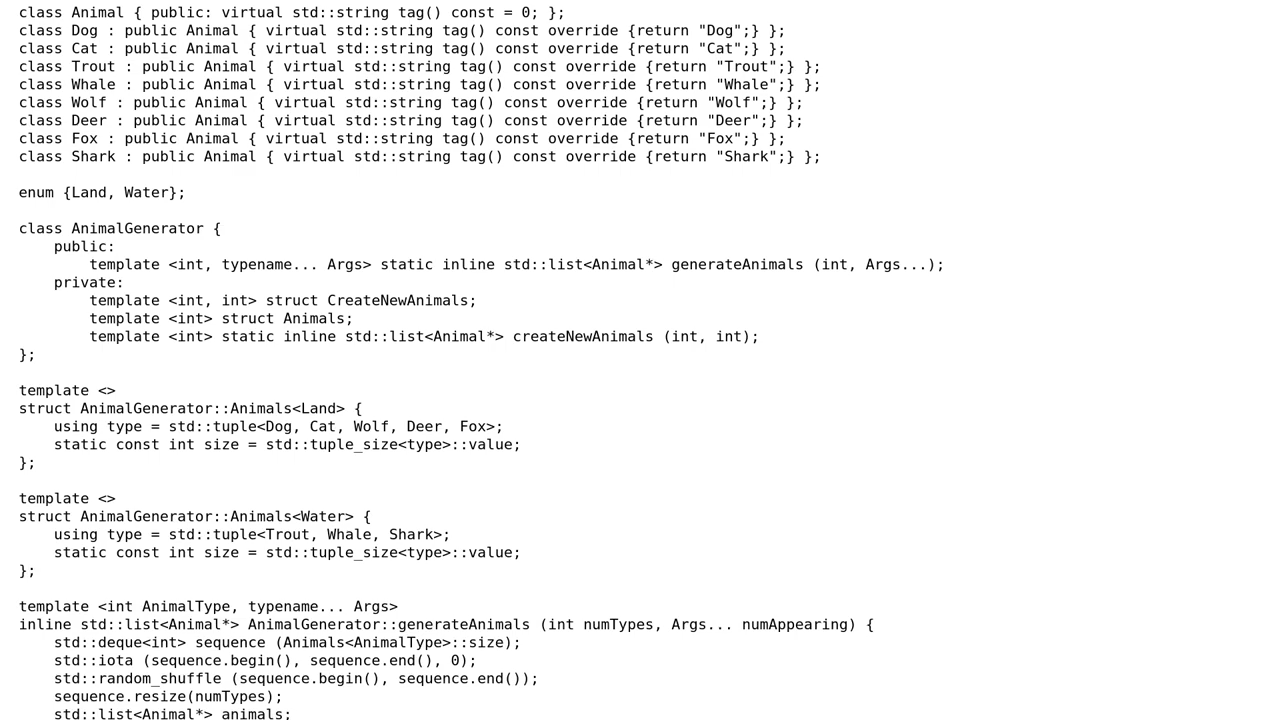 class Animal { public: virtual std::string tag() const = 0; };
class Dog : public Animal { virtual std::string tag() const override {return "Dog";} };
class Cat : public Animal { virtual std::string tag() const override {return "Cat";} };
class Trout : public Animal { virtual std::string tag() const override {return "Trout";} };
class Whale : public Animal { virtual std::string tag() const override {return "Whale";} };
class Wolf : public Animal { virtual std::string tag() const override {return "Wolf";} };
class Deer : public Animal { virtual std::string tag() const override {return "Deer";} };
class Fox : public Animal { virtual std::string tag() const override {return "Fox";} };
class Shark : public Animal { virtual std::string tag() const override {return "Shark";} };
enum {Land, Water};
class AnimalGenerator {
    public:
        template <int, typename... Args> static inline std::list<Animal*> generateAnimals (int, Args...);
    private:
        template <int, int> struct CreateNewAnimals;
        template <int> struct Animals;
        template <int> static inline std::list<Animal*> createNewAnimals (int, int);
};
template <>
struct AnimalGenerator::Animals<Land> {
    using type = std::tuple<Dog, Cat, Wolf, Deer, Fox>;
    static const int size = std::tuple_size<type>::value;
};
template <>
struct AnimalGenerator::Animals<Water> {
    using type = std::tuple<Trout, Whale, Shark>;
    static const int size = std::tuple_size<type>::value;
};
template <int AnimalType, typename... Args>
inline std::list<Animal*> AnimalGenerator::generateAnimals (int numTypes, Args... numAppearing) {
    std::deque<int> sequence (Animals<AnimalType>::size);
    std::iota (sequence.begin(), sequence.end(), 0);
    std::random_shuffle (sequence.begin(), sequence.end());
    sequence.resize(numTypes);
    std::list<Animal*> animals;